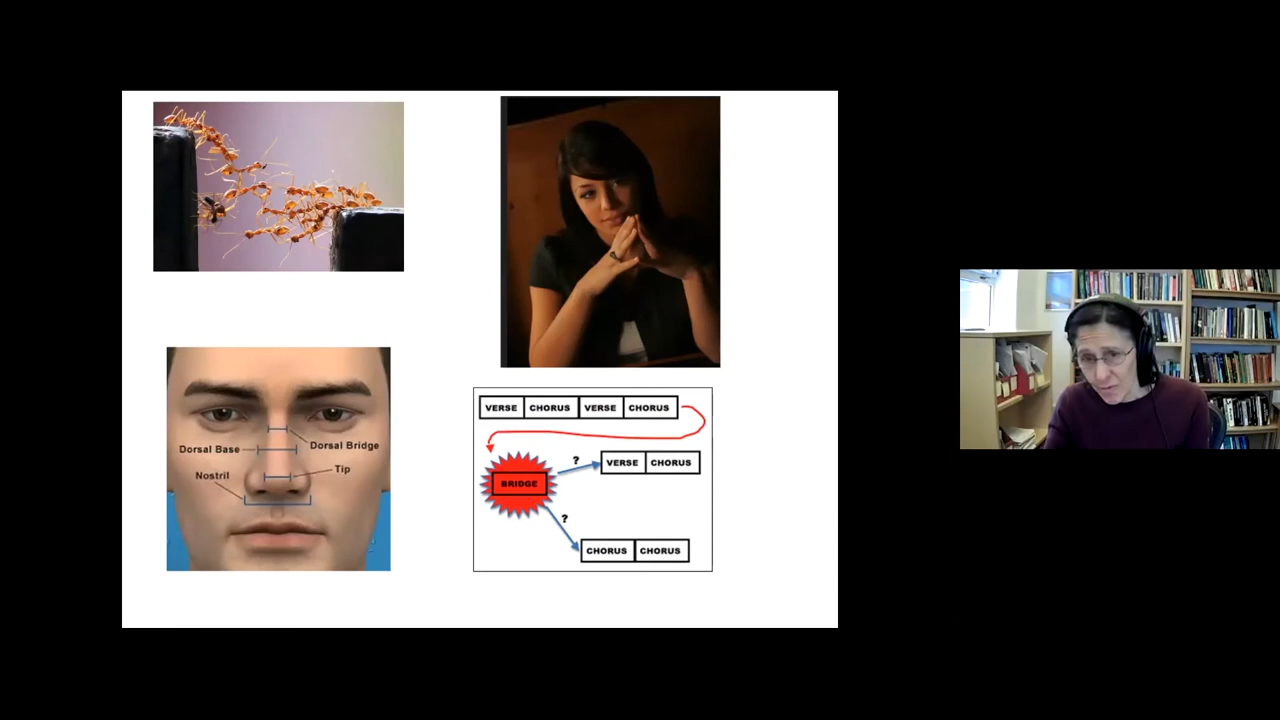 Dorsal Base
Dorsal Bridge
Nostril
Tip
VERSE CHORUS VERSE CHORUS
?
VERSE CHORUS
BRIDGE
?
CHORUS CHORUS